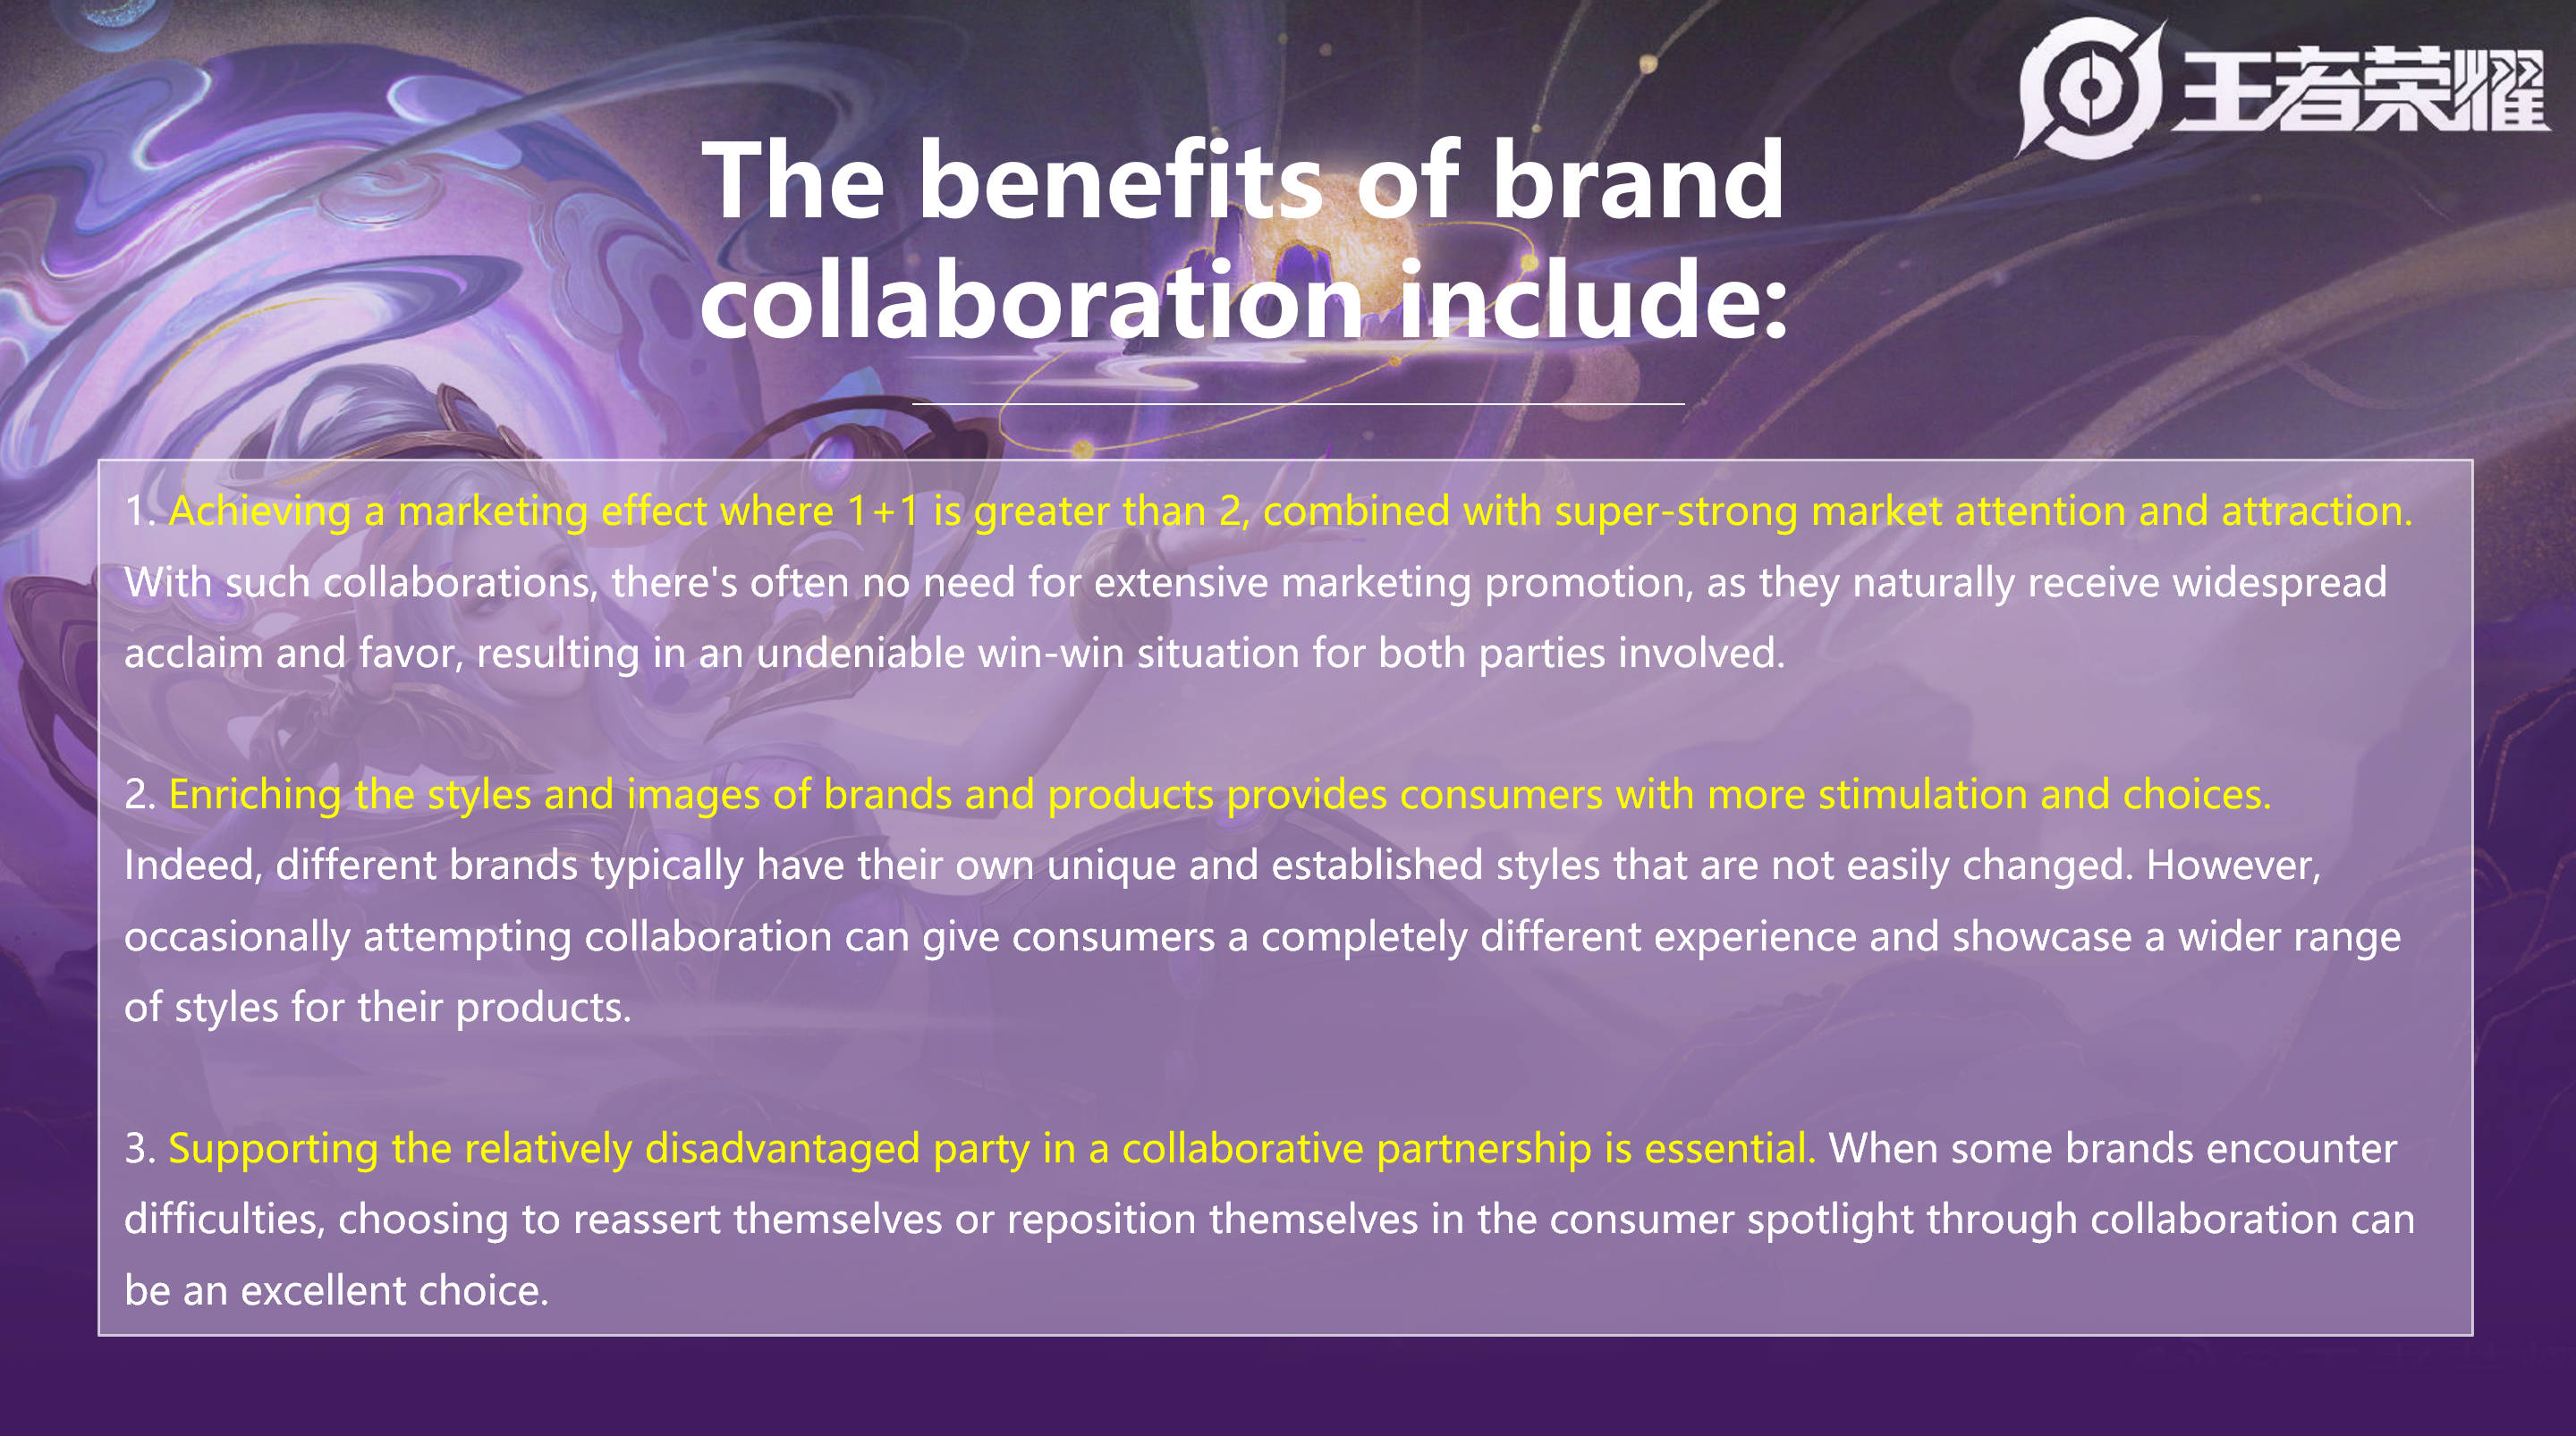 王者荣耀
The benefits of brand
collaboration include:
1. Achieving a marketing effect where 1+1 is greater than 2, combined with super-strong market attention and attraction.
With such collaborations, there's often no need for extensive marketing promotion, as they naturally receive widespread
acclaim and favor, resulting in an undeniable win-win situation for both parties involved.
2. Enriching the styles and images of brands and products provides consumers with more stimulation and choices.
Indeed, different brands typically have their own unique and established styles that are not easily changed. However,
occasionally attempting collaboration can give consumers a completely different experience and showcase a wider range
of styles for their products.
3. Supporting the relatively disadvantaged party in a collaborative partnership is essential. When some brands encounter
difficulties, choosing to reassert themselves or reposition themselves in the consumer spotlight through collaboration can
be an excellent choice.